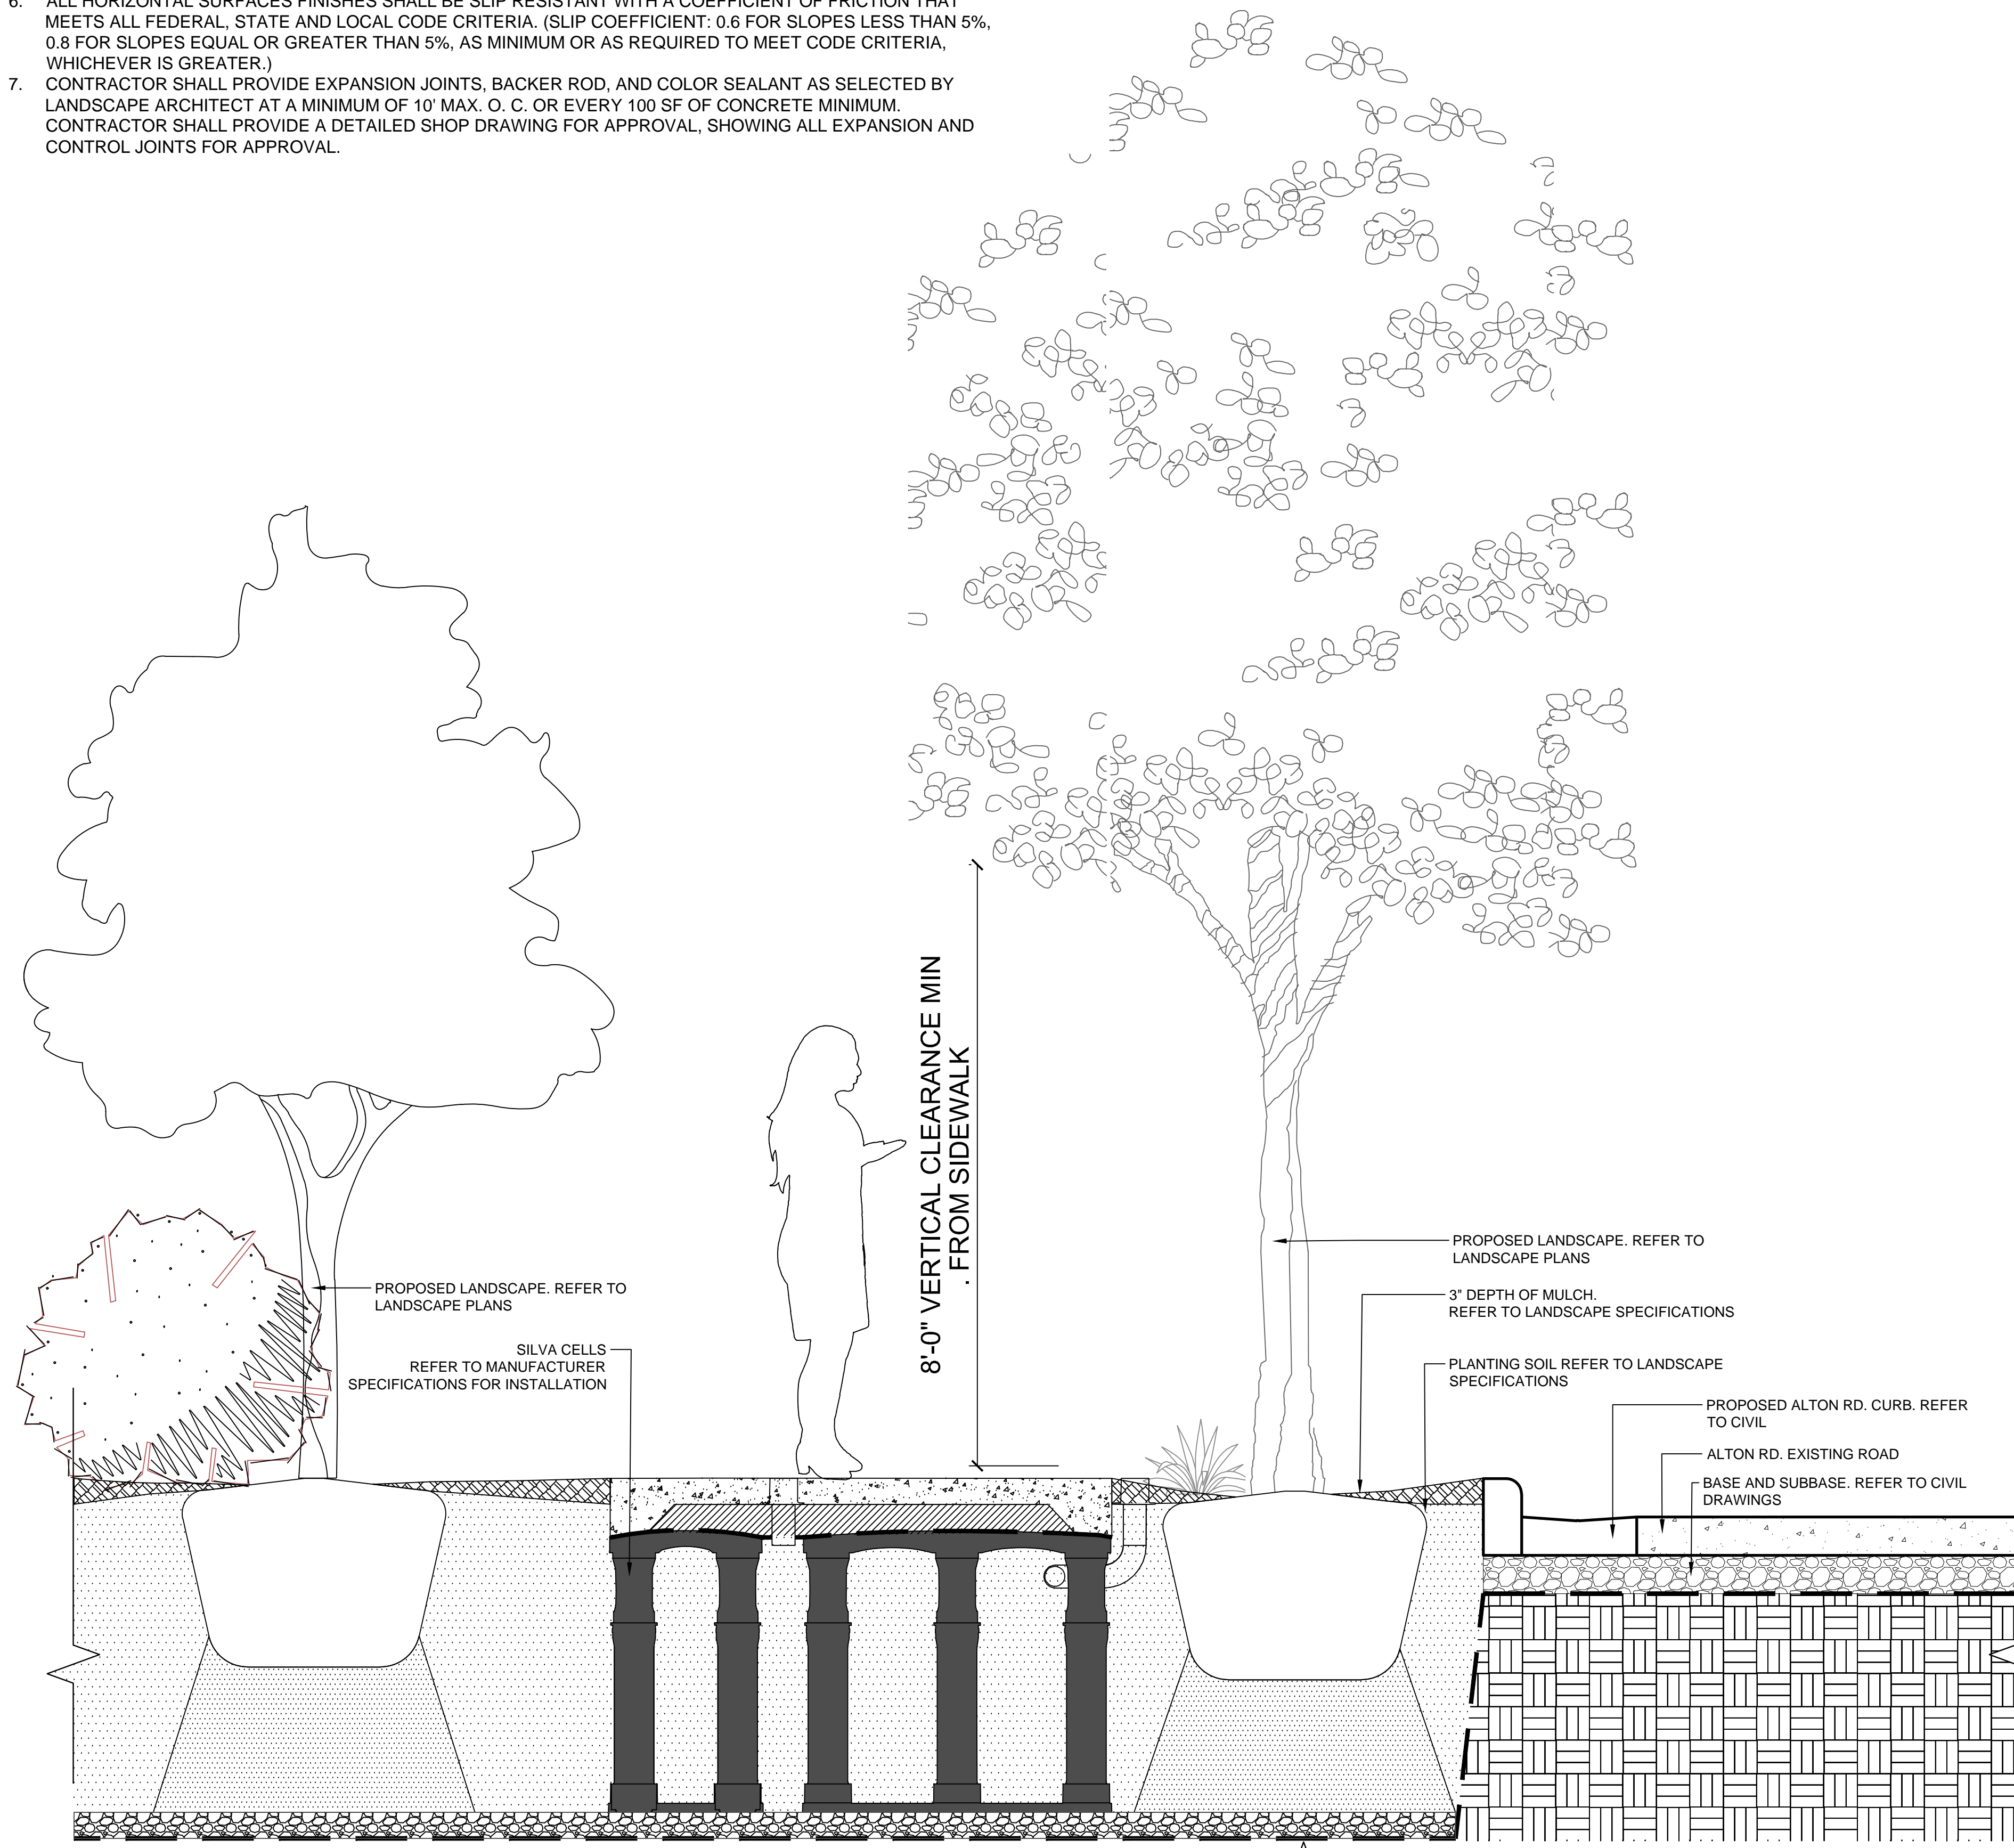 6. ALL HORIZONTAL SURFACES FINISHES SHALL BE SLIP RESISTANT WITH A COEFFICIENT OF FRICTION THAT
MEETS ALL FEDERAL, STATE AND LOCAL CODE CRITERIA. (SLIP COEFFICIENT: 0.6 FOR SLOPES LESS THAN 5%,
0.8 FOR SLOPES EQUAL OR GREATER THAN 5%, AS MINIMUM OR AS REQUIRED TO MEET CODE CRITERIA,
WHICHEVER IS GREATER.)
7. CONTRACTOR SHALL PROVIDE EXPANSION JOINTS, BACKER ROD, AND COLOR SEALANT AS SELECTED BY
LANDSCAPE ARCHITECT AT A MINIMUM OF 10' MAX. O. C. OR EVERY 100 SF OF CONCRETE MINIMUM.
CONTRACTOR SHALL PROVIDE A DETAILED SHOP DRAWING FOR APPROVAL, SHOWING ALL EXPANSION AND
CONTROL JOINTS FOR APPROVAL.
8'-0" VERTICAL CLEARANCE MIN
. FROM SIDEWALK
PROPOSED LANDSCAPE. REFER TO
LANDSCAPE PLANS
SILVA CELLS
REFER TO MANUFACTURER
SPECIFICATIONS FOR INSTALLATION
PROPOSED LANDSCAPE. REFER TO
LANDSCAPE PLANS
3" DEPTH OF MULCH.
REFER TO LANDSCAPE SPECIFICATIONS
PLANTING SOIL REFER TO LANDSCAPE
SPECIFICATIONS
PROPOSED ALTON RD. CURB. REFER
TO CIVIL
ALTON RD. EXISTING ROAD
BASE AND SUBBASE. REFER TO CIVIL
DRAWINGS